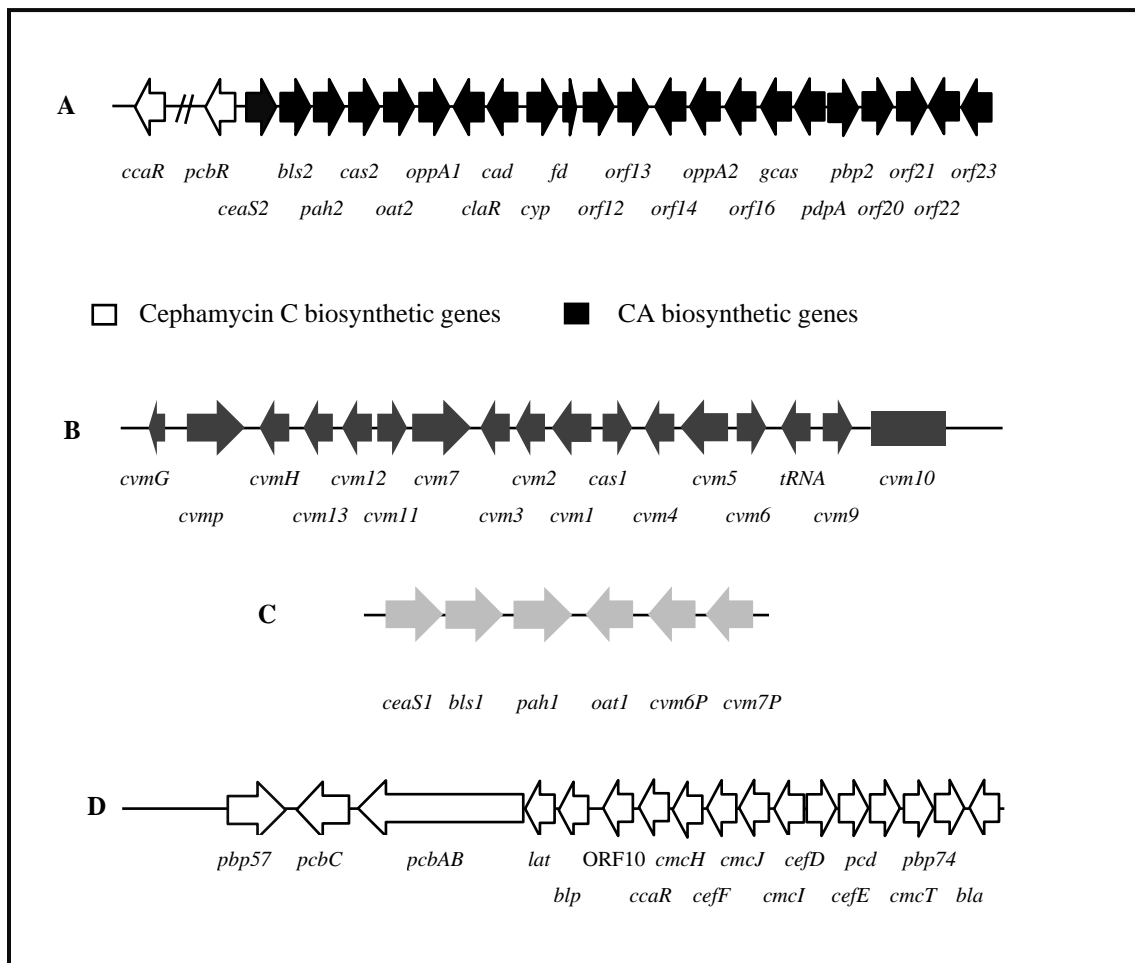 A
ccaR pcbR bls2 cas2 oppA1 cad fd orf13 oppA2 gcas pbp2 orf21 orf23
ceaS2 pah2 oat2 claR cyp orf12 orf14 orf16 pdpA orf20 orf22
Cephamycin C biosynthetic genes CA biosynthetic genes
B
cvmG cvmH cvm12 cvm7 cvm2 cas1 cvm5 tRNA cvm10
cvmp cvm13 cvm11 cvm3 cvm1 cvm4 cvm6 cvm9
C
ceaS1 bls1 pah1 oat1 cvm6P cvm7P
D
pbp57 pcbC pcbAB lat ORF10 cmcH cmcJ cefD pcd pbp74
blp ccaR cefF cmcI cefE cmcT bla